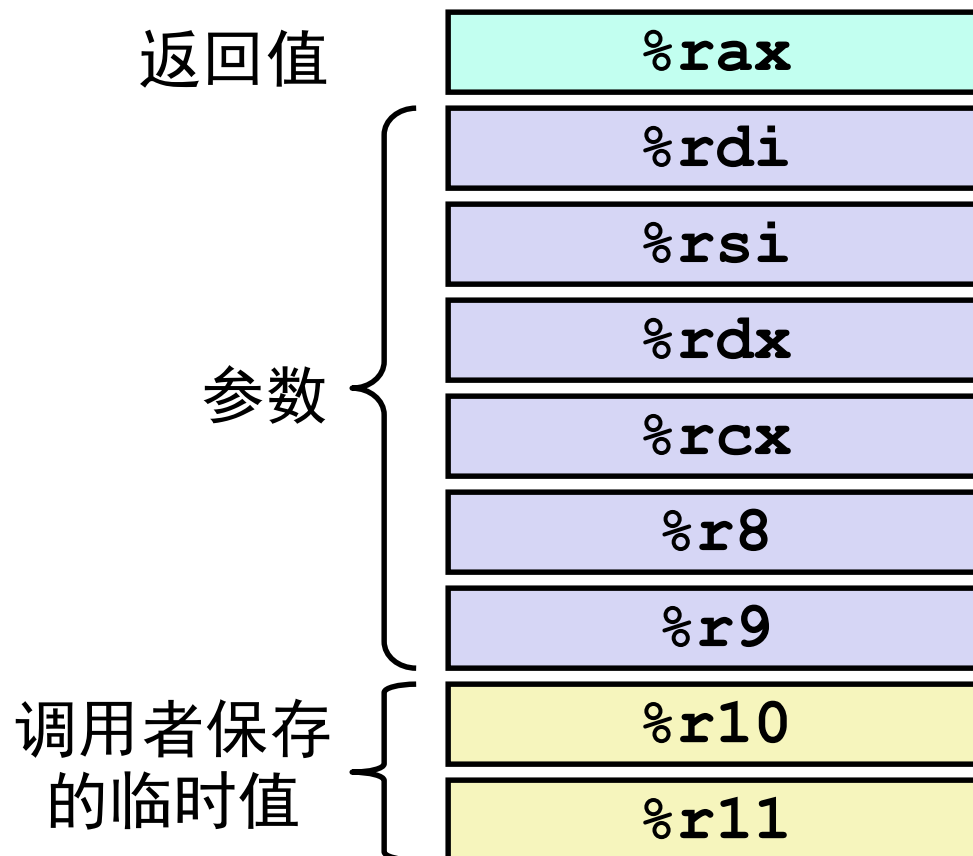 返回值
%rax
%rdi
%rsi
%rdx
参数
%rcx
%r8
%r9
调用者保存
的临时值
%r10
%r11